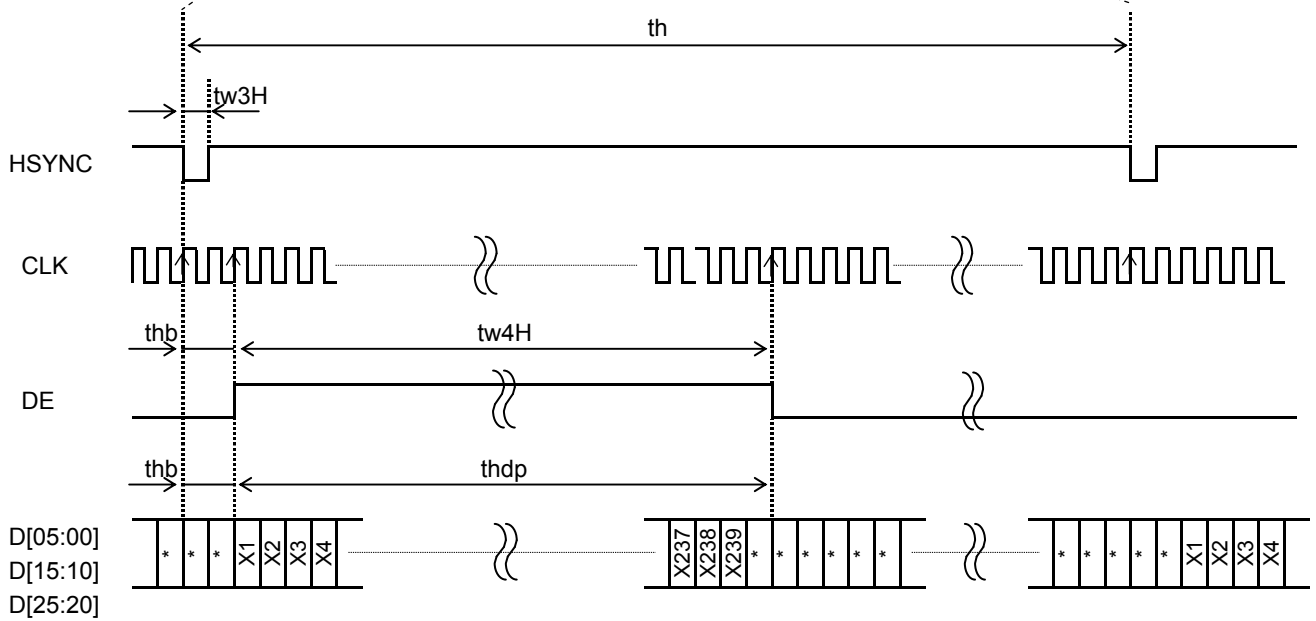 th
tw3H
HSYNC
CLK
thb tw4H
DE
thb thdp
D[05:00]
D[15:10]
D[25:20]
* * * X1 X2 X3 X4 X237 X238 X239 * * * * * * * * * * * X1 X2 X3 X4